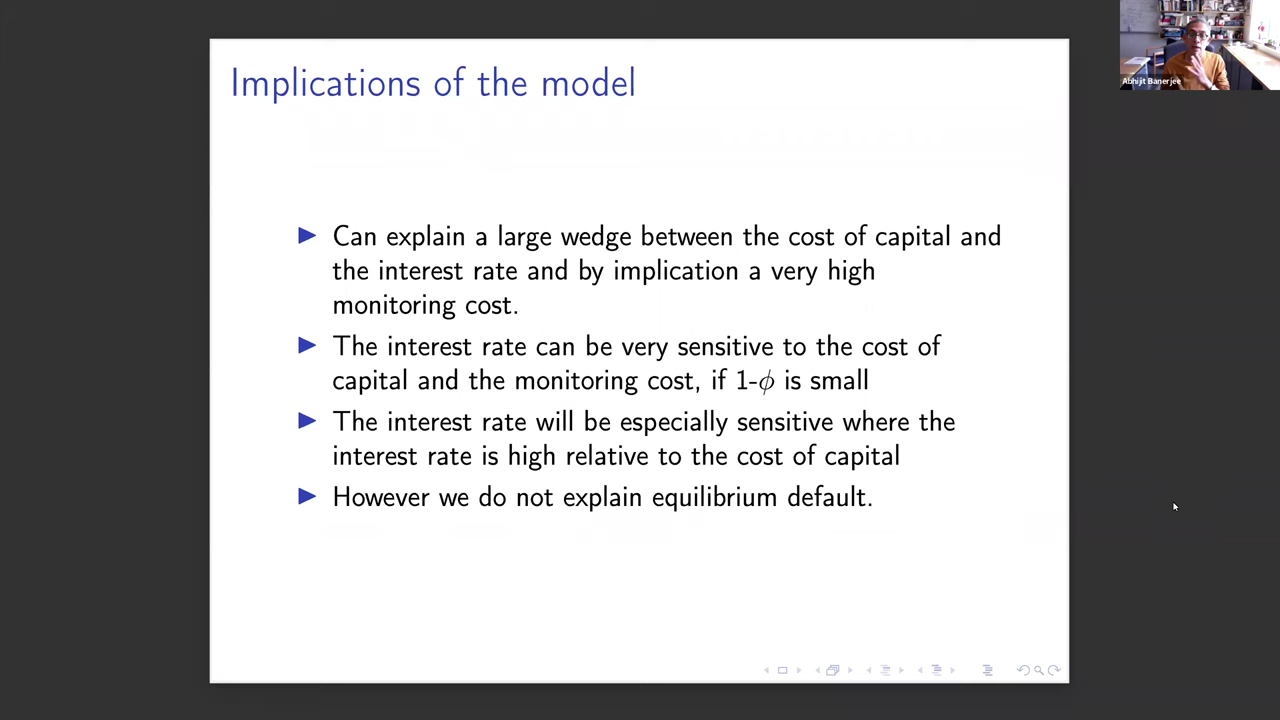 Implications of the model
Abhijit Banerjee
Can explain a large wedge between the cost of capital and
the interest rate and by implication a very high
monitoring cost.
The interest rate can be very sensitive to the cost of
capital and the monitoring cost, if 1-ϕ is small
The interest rate will be especially sensitive where the
interest rate is high relative to the cost of capital
However we do not explain equilibrium default.